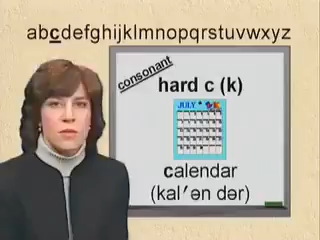 abcdefghijklmnopqrstuvwxyz
consonant
hard c (k)
JULY
calendar
(kal′ən dər)